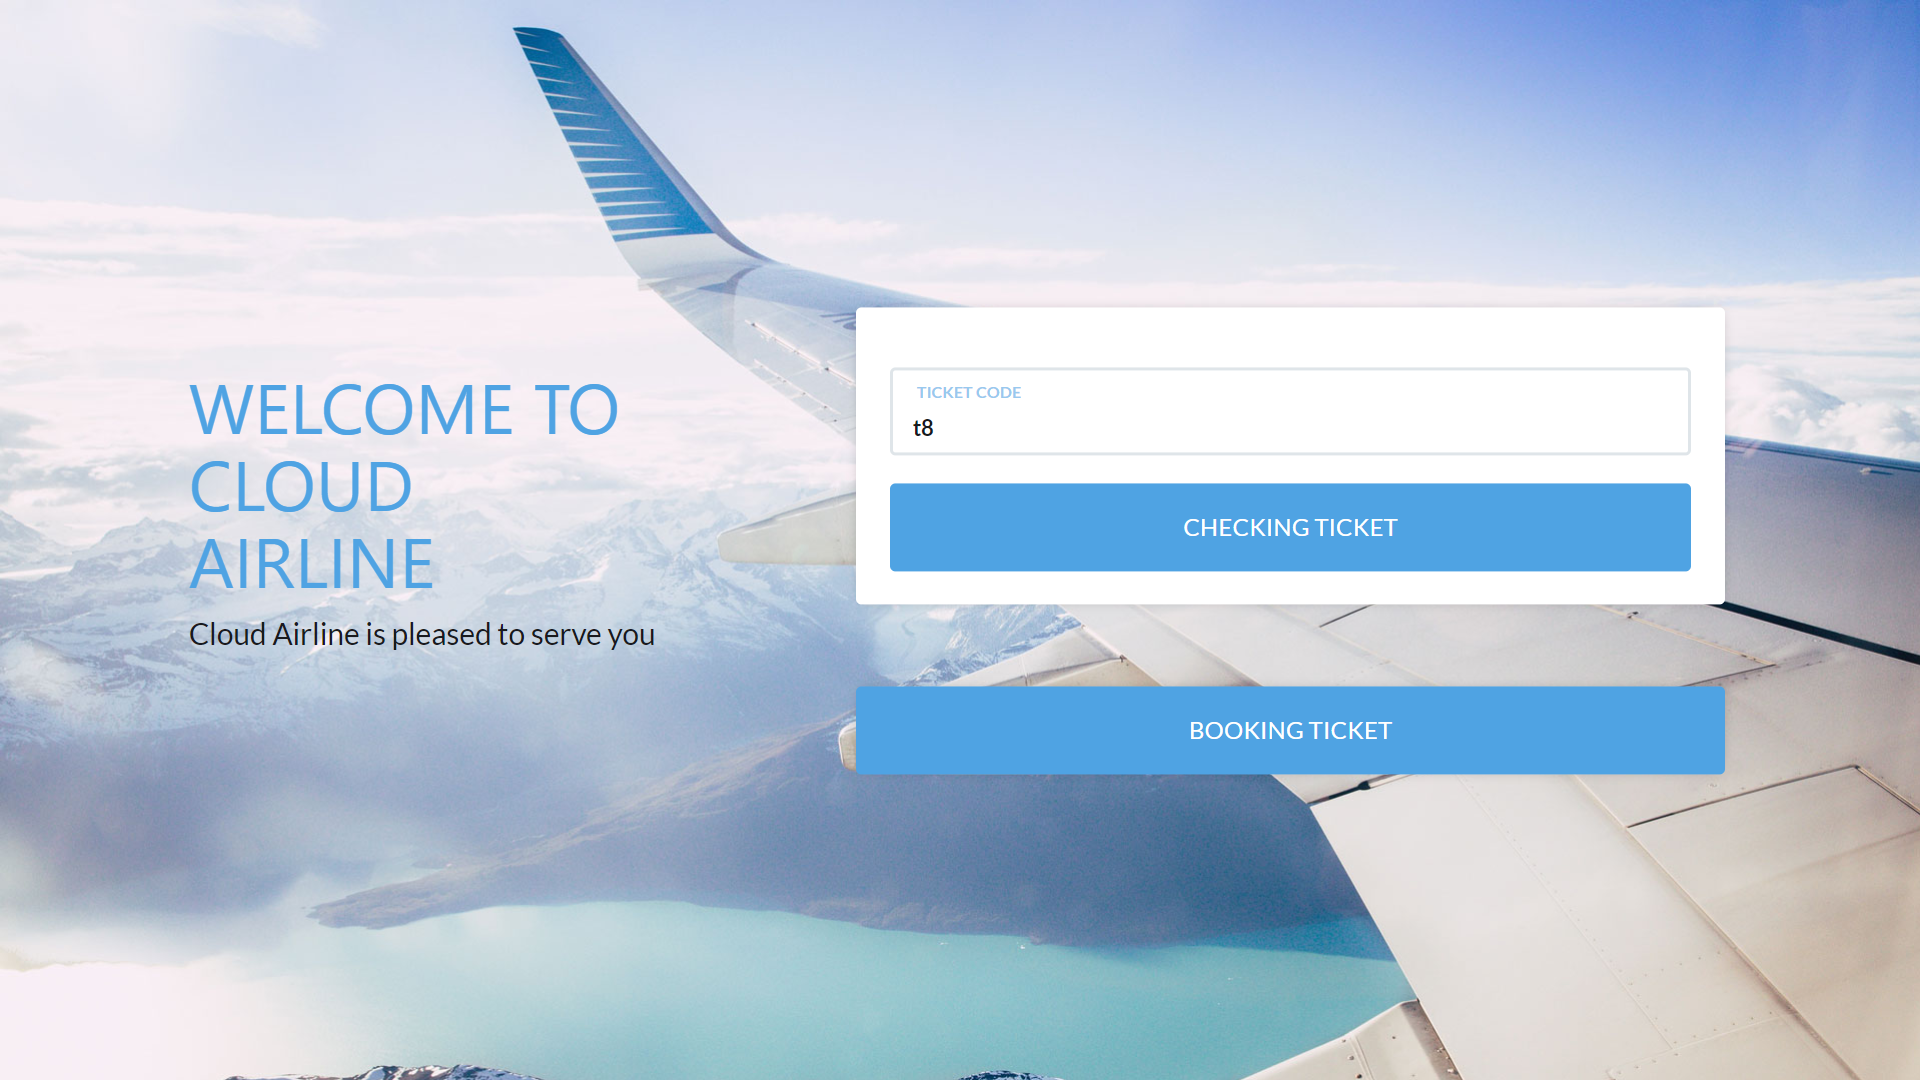 WELCOME TO
CLOUD
AIRLINE
Cloud Airline is pleased to serve you
TICKET CODE
t8
CHECKING TICKET
BOOKING TICKET